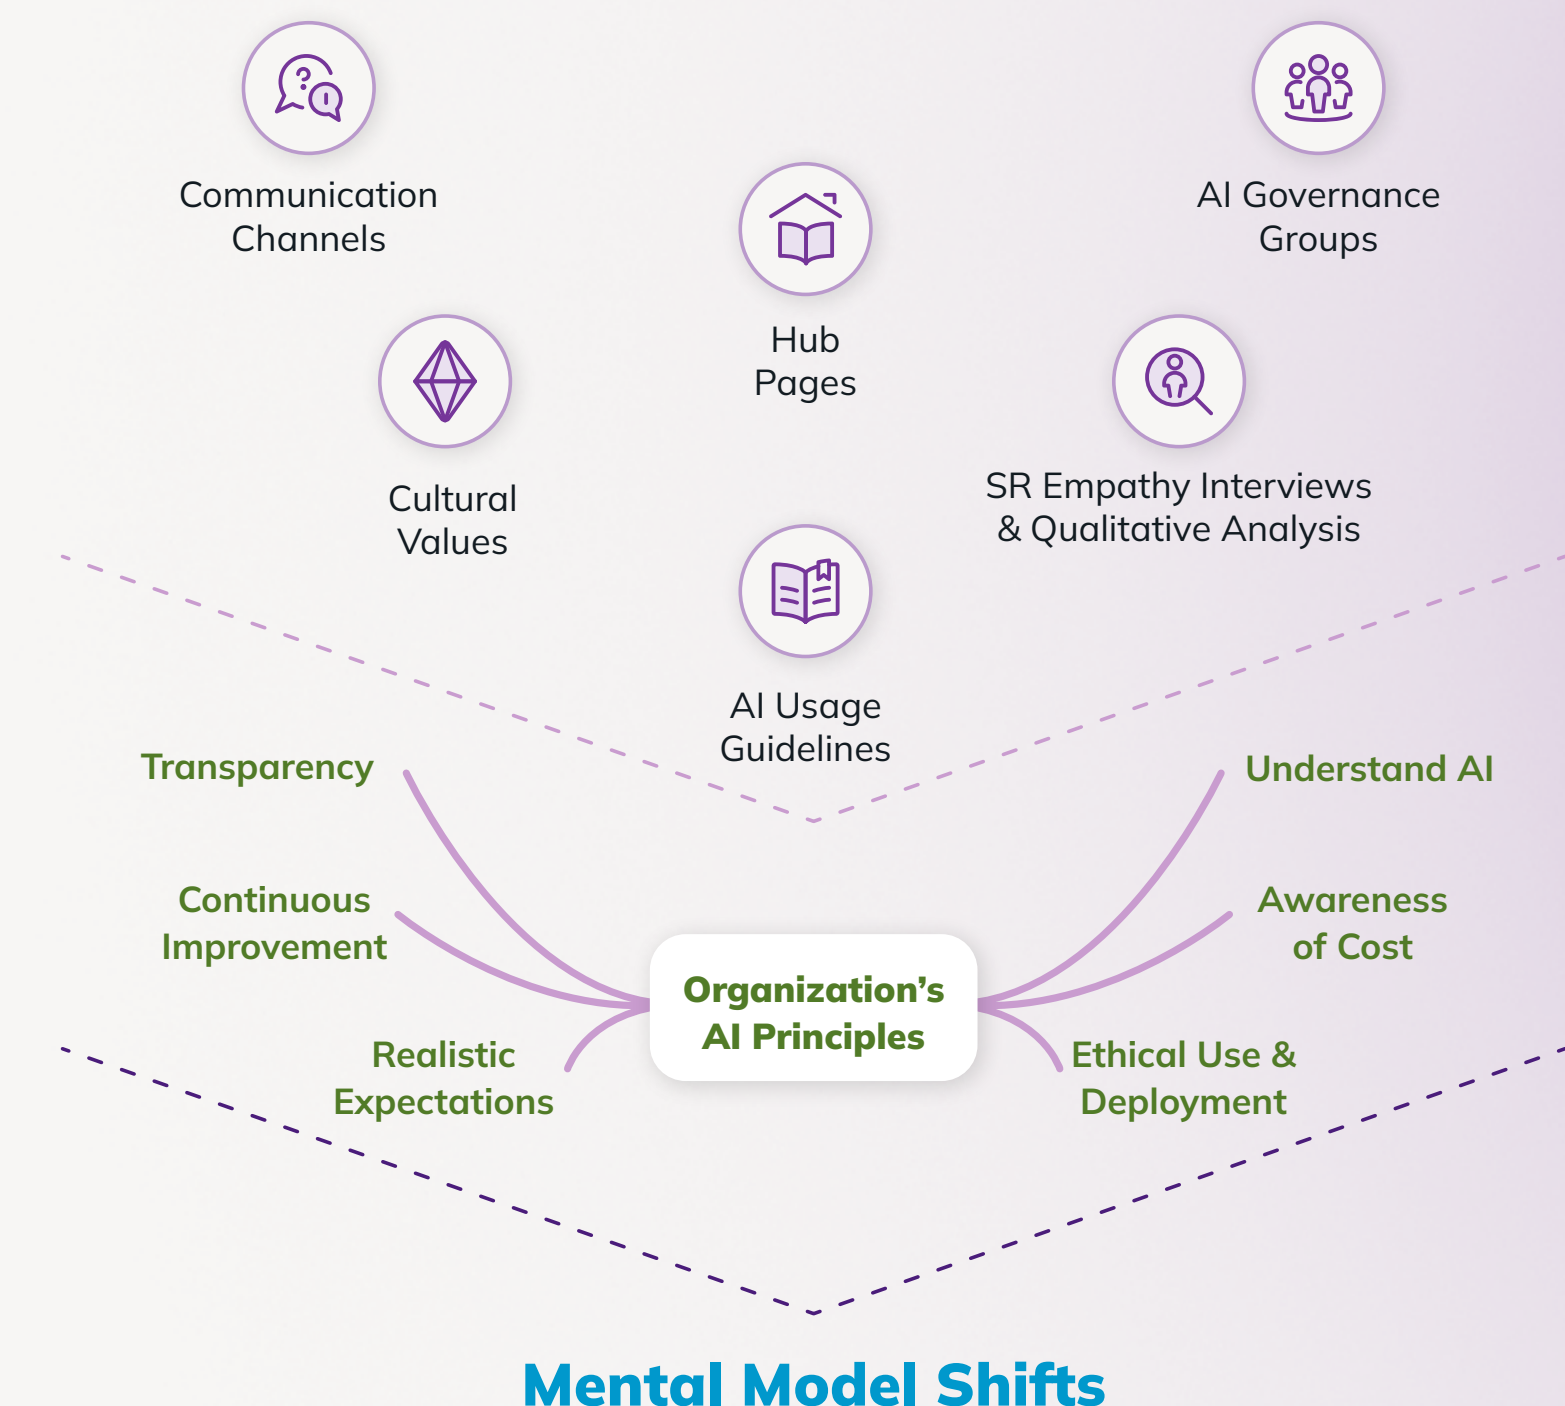 Communication
Channels
AI Governance
Groups
Hub
Pages
Cultural
Values
SR Empathy Interviews
& Qualitative Analysis
AI Usage
Guidelines
Transparency
Understand AI
Continuous
Improvement
Awareness
of Cost
Organization’s
AI Principles
Realistic
Expectations
Ethical Use &
Deployment
Mental Model Shifts